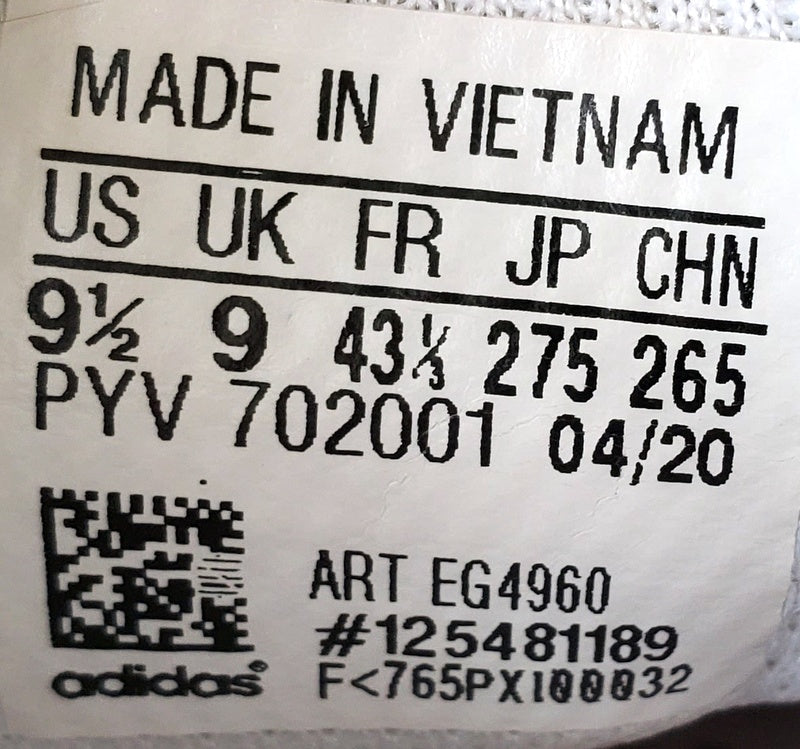 MADE IN VIETNAM
US UK FR JP CHN
9½ 9 43⅓ 275 265
PYV 702001 04/20
ART EG4960
#125481189
adidas® F<765PX1000032